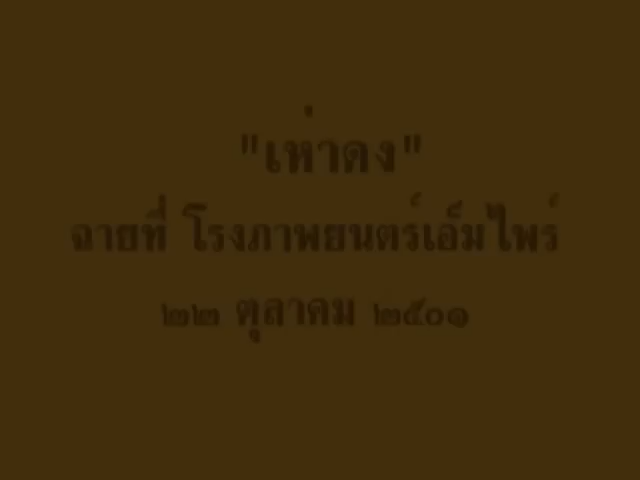 "เห่าดง"
ฉายที่ โรงภาพยนตร์เอ็มไพร์
๒๒ ตุลาคม ๒๕๐๑